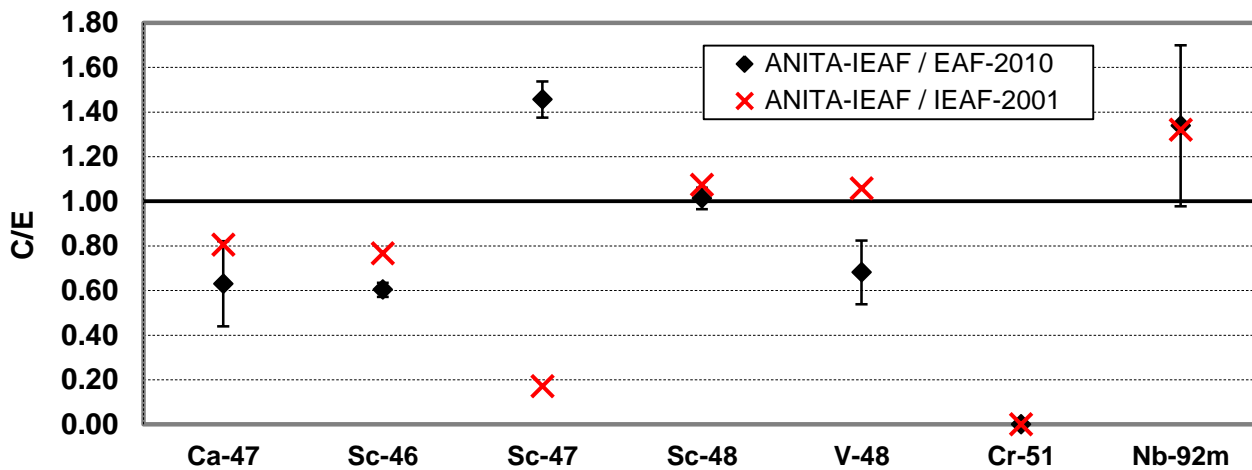 1.80
1.60
1.40
1.20
1.00
0.80
0.60
0.40
0.20
0.00
C/E
ANITA-IEAF / EAF-2010
ANITA-IEAF / IEAF-2001
Ca-47 Sc-46 Sc-47 Sc-48 V-48 Cr-51 Nb-92m